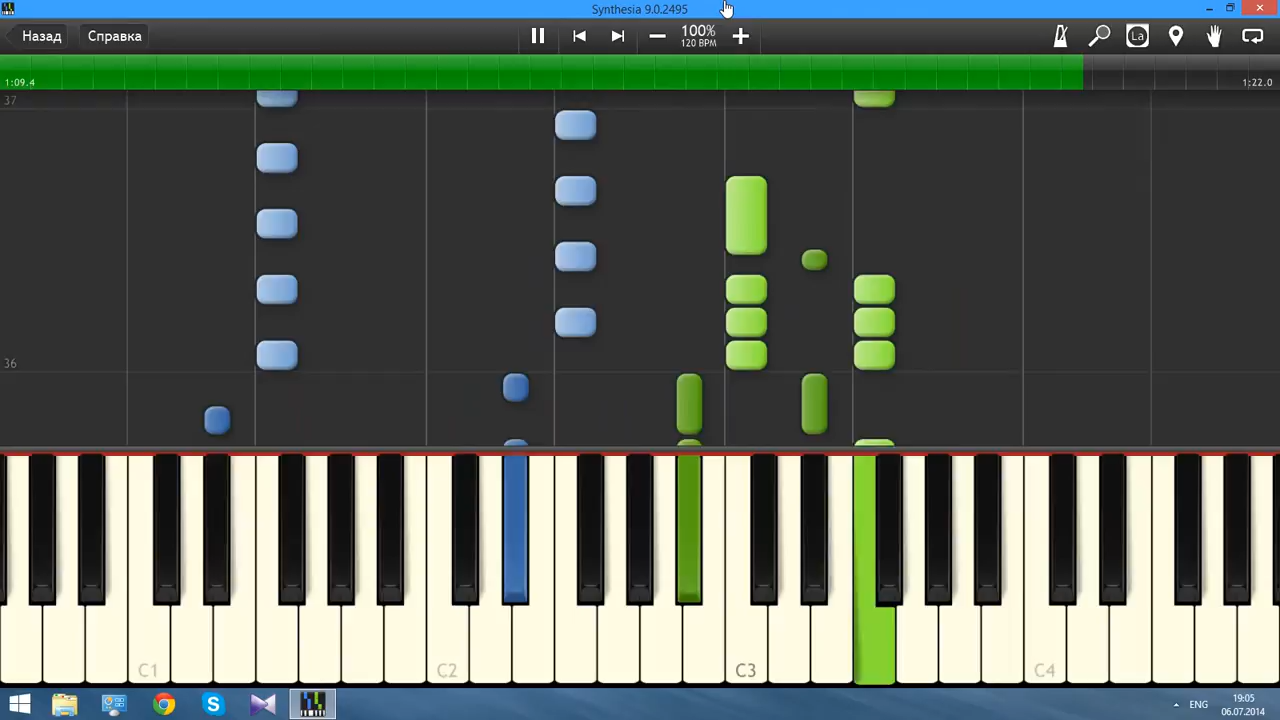 Synthesia 9.0.2495
Назад
Справка
100%
120 BPM
La
1:09.4
1:22.0
37
36
C1
C2
C3
C4
ENG
19:05
06.07.2014